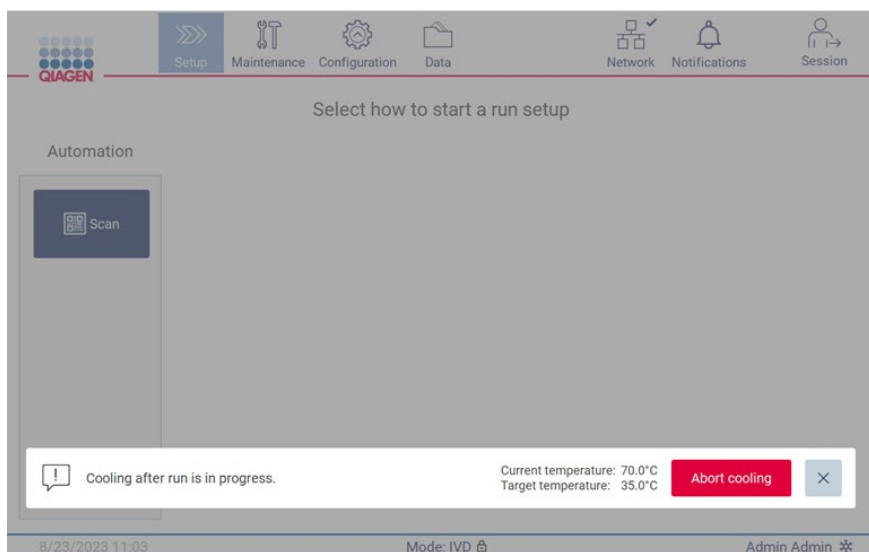 QIAGEN
Setup
Maintenance
Configuration
Data
Network
Notifications
Session
Select how to start a run setup
Automation
Scan
Cooling after run is in progress.
Current temperature: 70.0°C
Target temperature: 35.0°C
Abort cooling
8/23/2023 11:03
Mode: IVD
Admin Admin